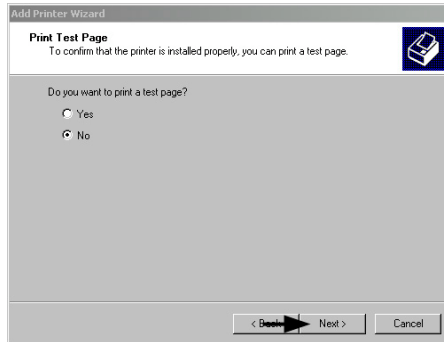 Add Printer Wizard
Print Test Page
To confirm that the printer is installed properly, you can print a test page.
Do you want to print a test page?
Yes
No
< Back Next > Cancel